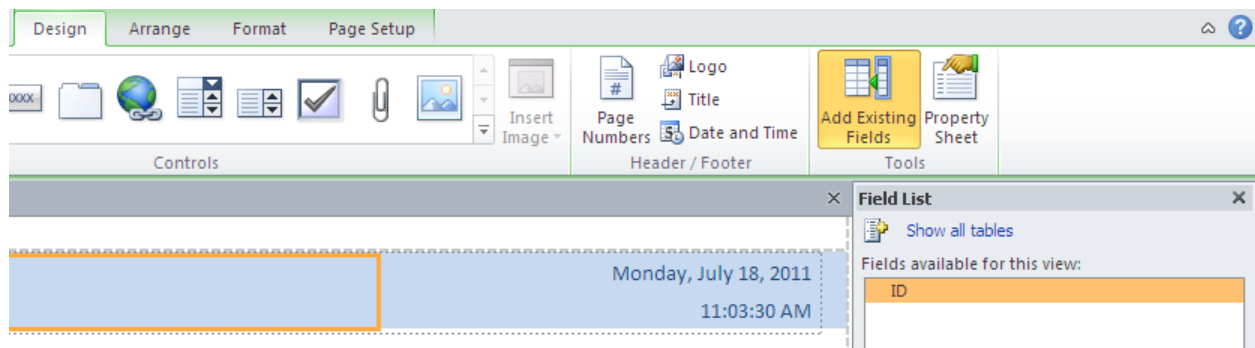 Design Arrange Format Page Setup
xxxx
Insert Image
#
Page Numbers
Logo
Title
Date and Time
Add Existing Fields
Property Sheet
Controls Header / Footer Tools
Field List
Show all tables
Fields available for this view:
ID
Monday, July 18, 2011
11:03:30 AM